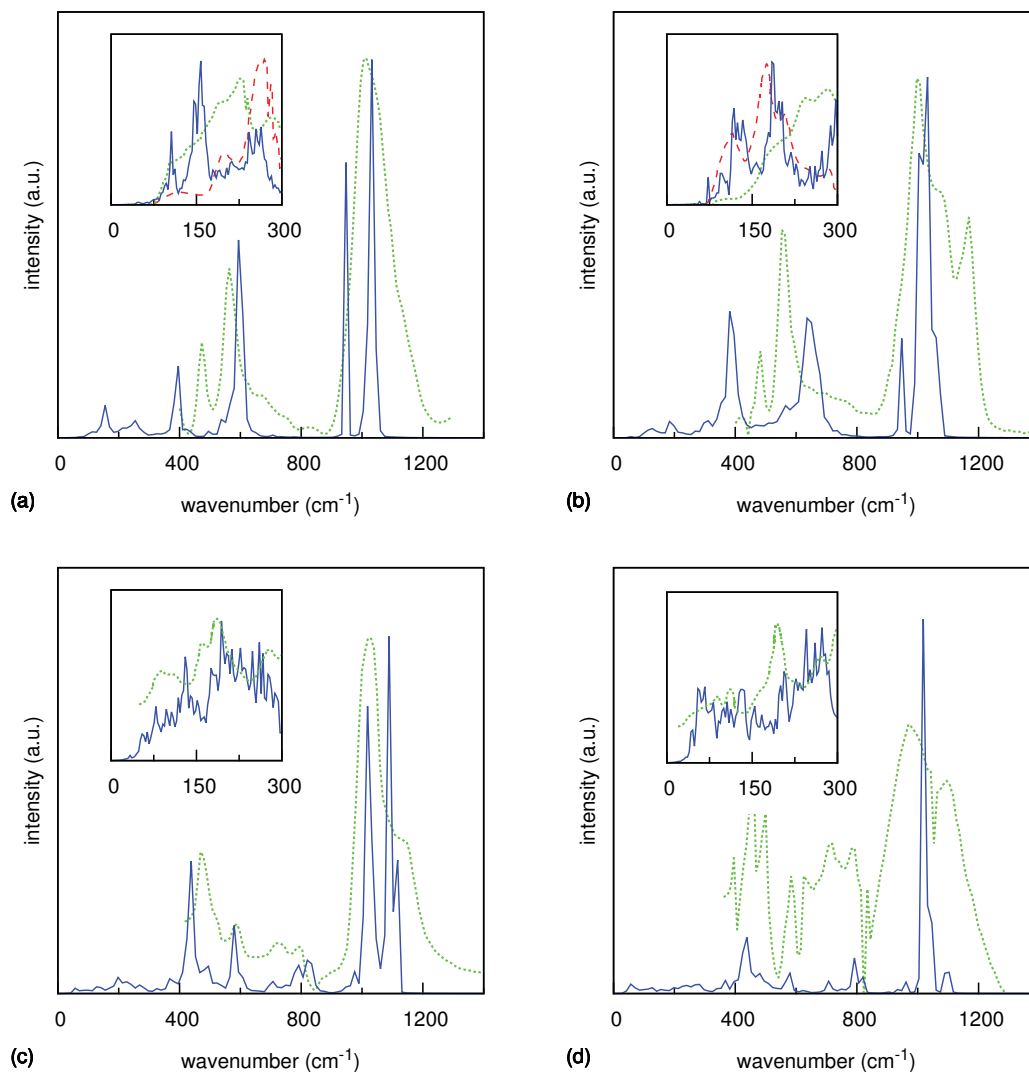 intensity (a.u.)
0 150 300
0 400 800 1200
wavenumber (cm-1)
(a)
intensity (a.u.)
0 150 300
0 400 800 1200
wavenumber (cm-1)
(b)
intensity (a.u.)
0 150 300
0 400 800 1200
wavenumber (cm-1)
(c)
intensity (a.u.)
0 150 300
0 400 800 1200
wavenumber (cm-1)
(d)